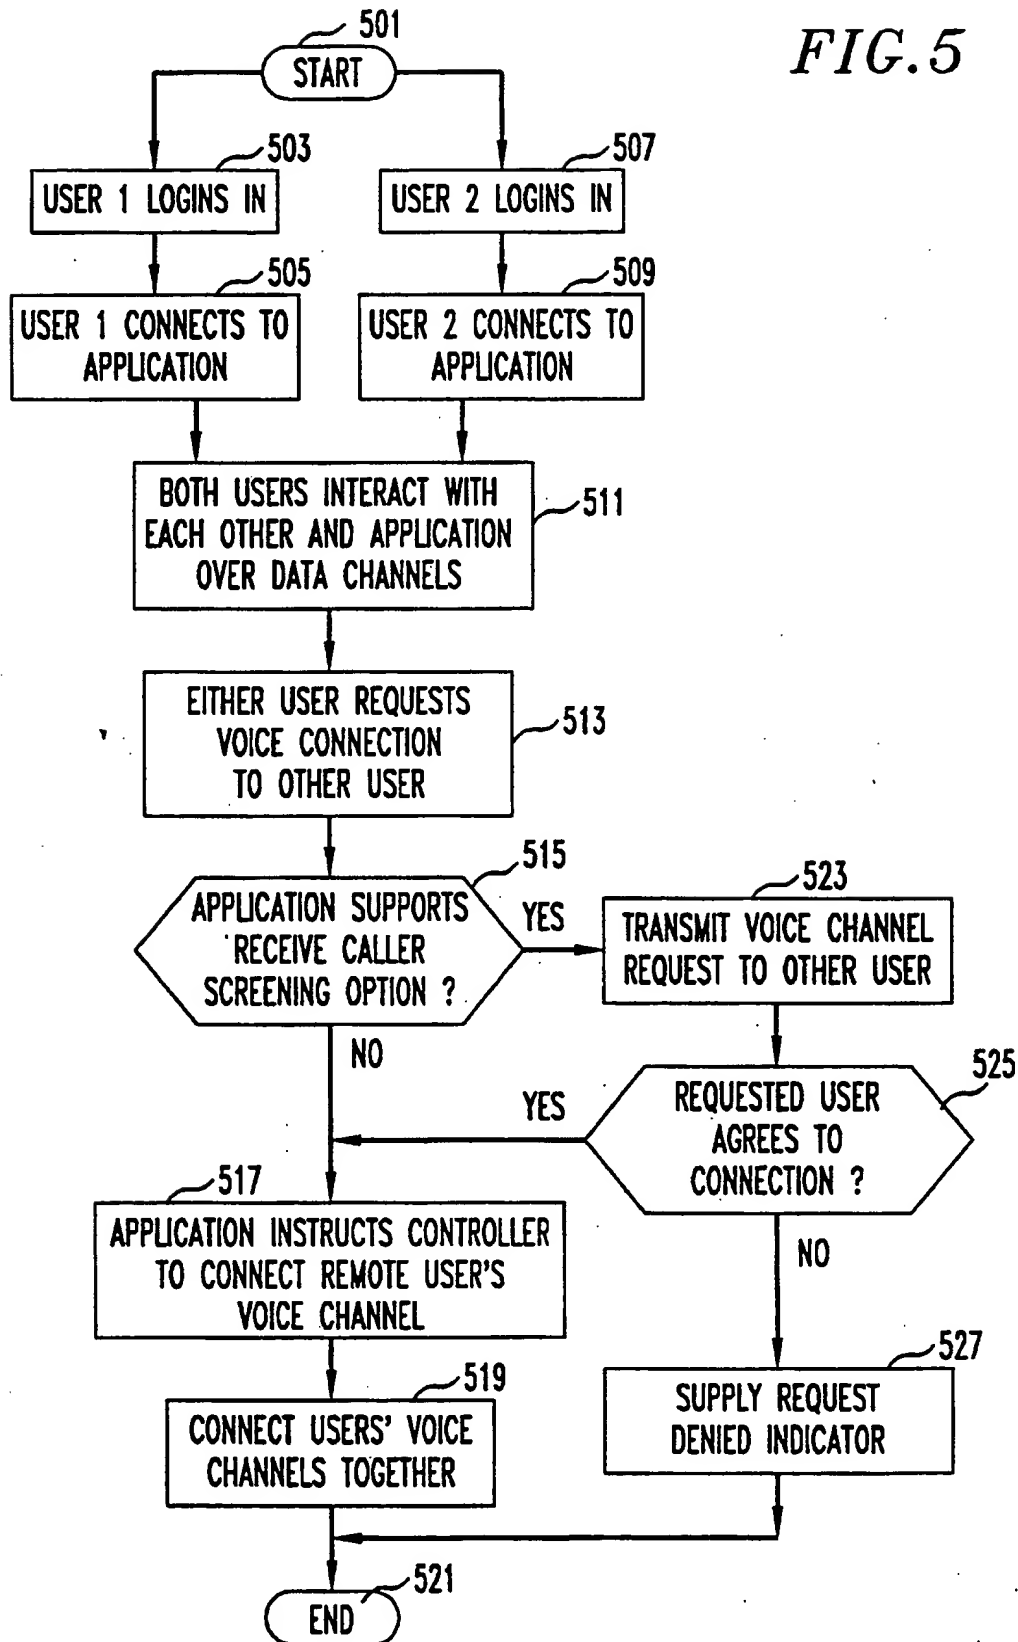 FIG.5
501
START
503
USER 1 LOGINS IN
507
USER 2 LOGINS IN
505
USER 1 CONNECTS TO
APPLICATION
509
USER 2 CONNECTS TO
APPLICATION
BOTH USERS INTERACT WITH
EACH OTHER AND APPLICATION
OVER DATA CHANNELS
511
EITHER USER REQUESTS
VOICE CONNECTION
TO OTHER USER
513
515
APPLICATION SUPPORTS
RECEIVE CALLER
SCREENING OPTION ?
YES
NO
523
TRANSMIT VOICE CHANNEL
REQUEST TO OTHER USER
525
REQUESTED USER
AGREES TO
CONNECTION ?
YES
NO
517
APPLICATION INSTRUCTS CONTROLLER
TO CONNECT REMOTE USER'S
VOICE CHANNEL
527
SUPPLY REQUEST
DENIED INDICATOR
519
CONNECT USERS' VOICE
CHANNELS TOGETHER
521
END